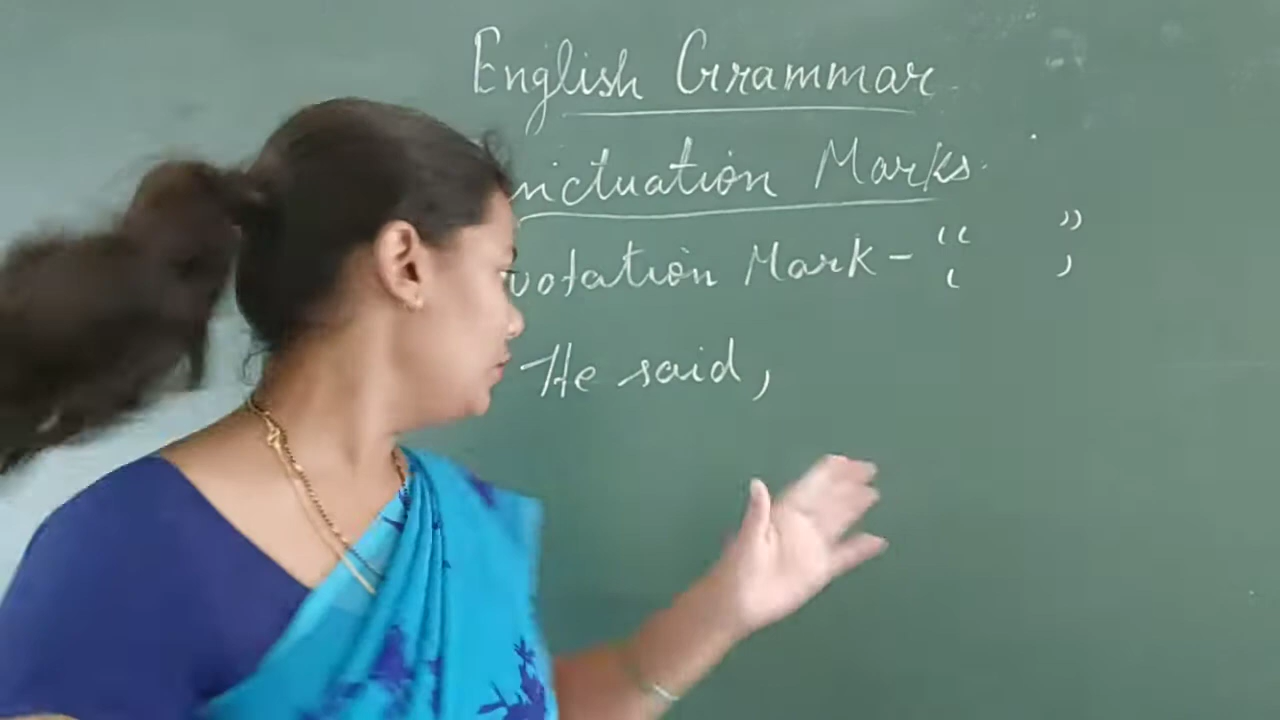 English Grammar
nctuation Marks.
uotation Mark - “ ”
‘ ’
He said,